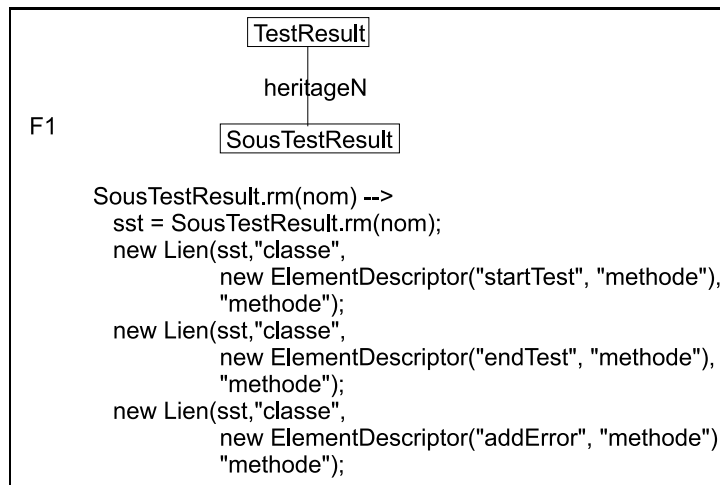 TestResult
heritageN
F1
SousTestResult
SousTestResult.rm(nom) -->
sst = SousTestResult.rm(nom);
new Lien(sst,"classe",
new ElementDescriptor("startTest", "methode"),
"methode");
new Lien(sst,"classe",
new ElementDescriptor("endTest", "methode"),
"methode");
new Lien(sst,"classe",
new ElementDescriptor("addError", "methode")
"methode");